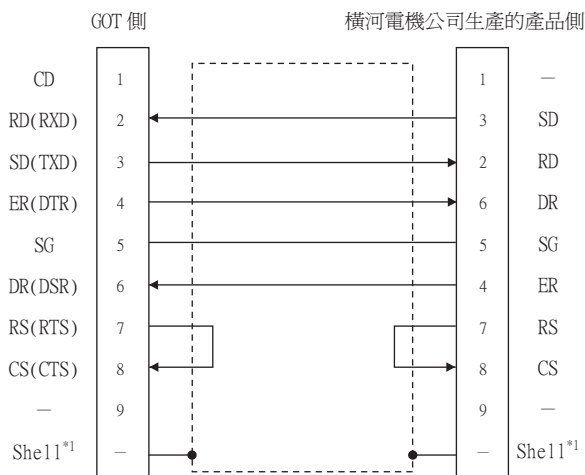 GOT 側 橫河電機公司生產的產品側
CD 1 1 －
RD(RXD) 2 3 SD
SD(TXD) 3 2 RD
ER(DTR) 4 6 DR
SG 5 5 SG
DR(DSR) 6 4 ER
RS(RTS) 7 7 RS
CS(CTS) 8 8 CS
－ 9 9 －
Shell*1 － － Shell*1